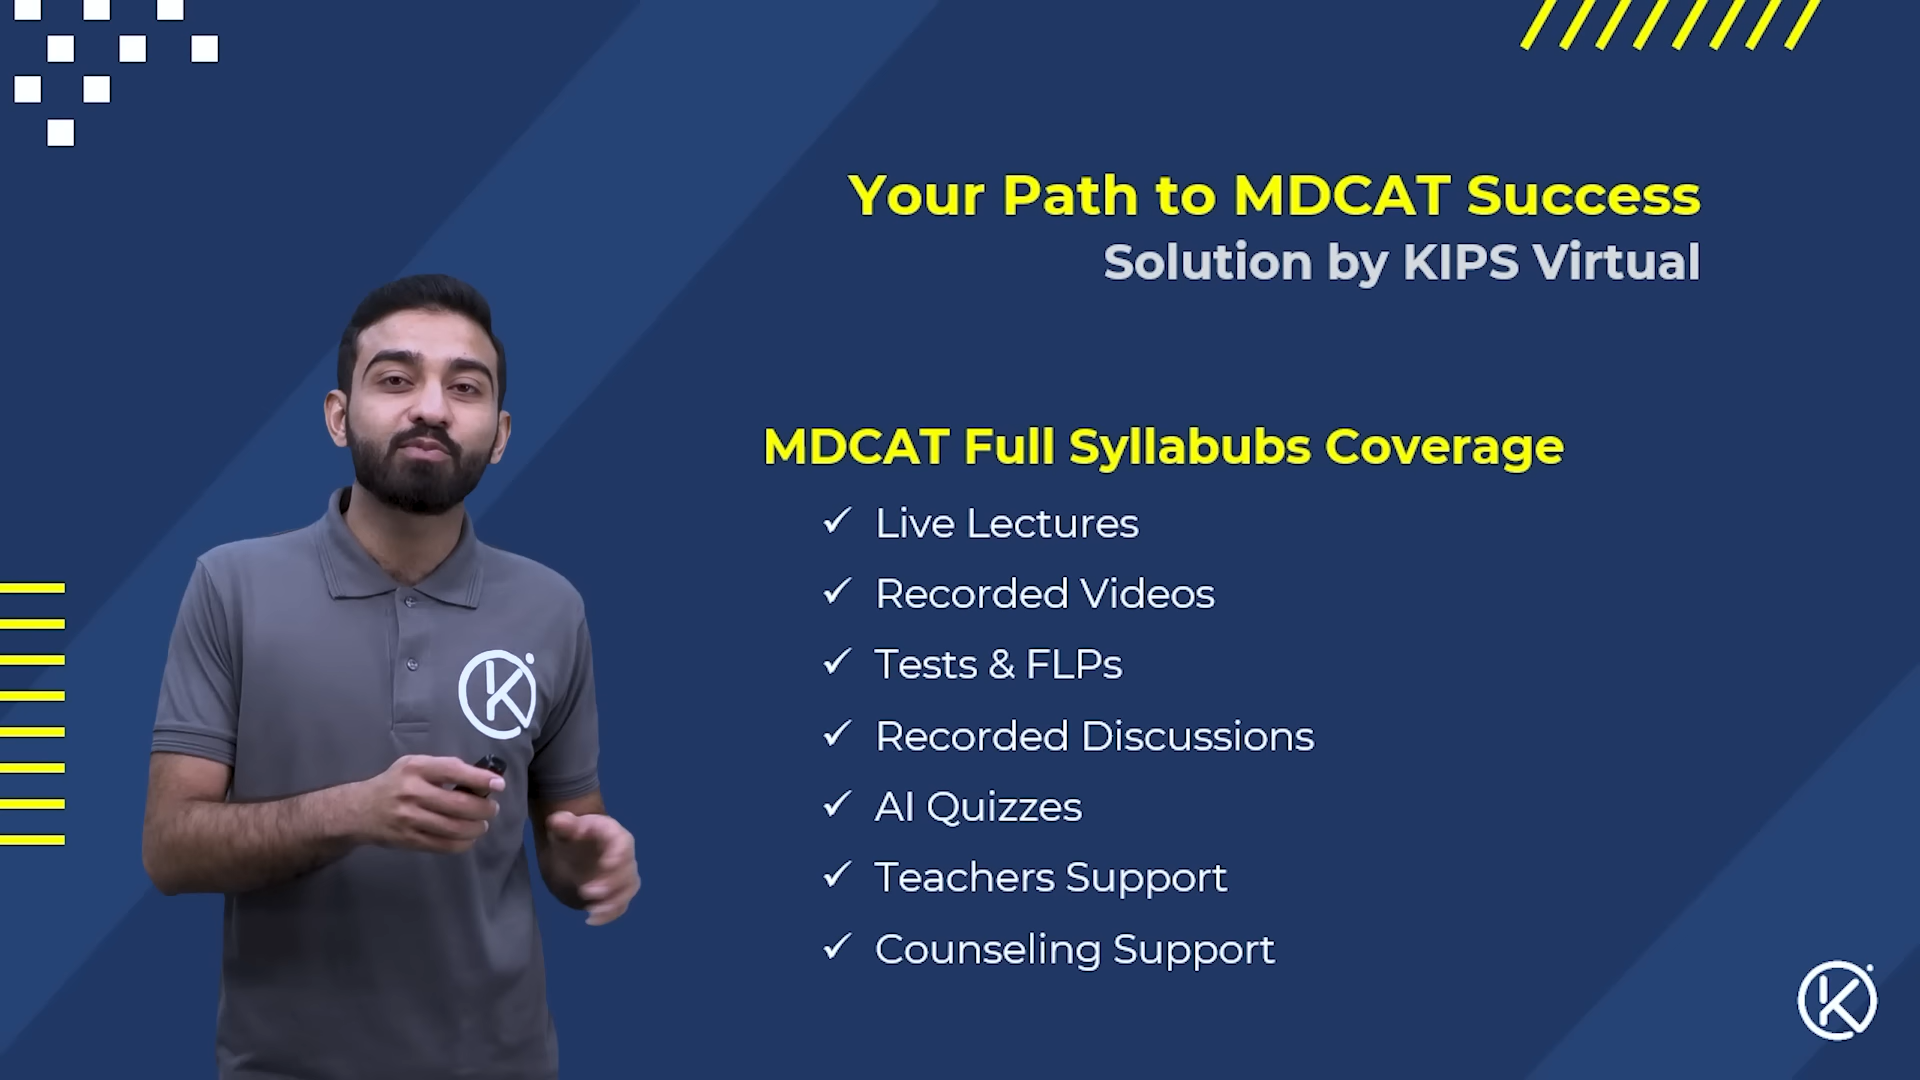 Your Path to MDCAT Success
Solution by KIPS Virtual
MDCAT Full Syllabubs Coverage
✓ Live Lectures
✓ Recorded Videos
✓ Tests & FLPs
✓ Recorded Discussions
✓ AI Quizzes
✓ Teachers Support
✓ Counseling Support